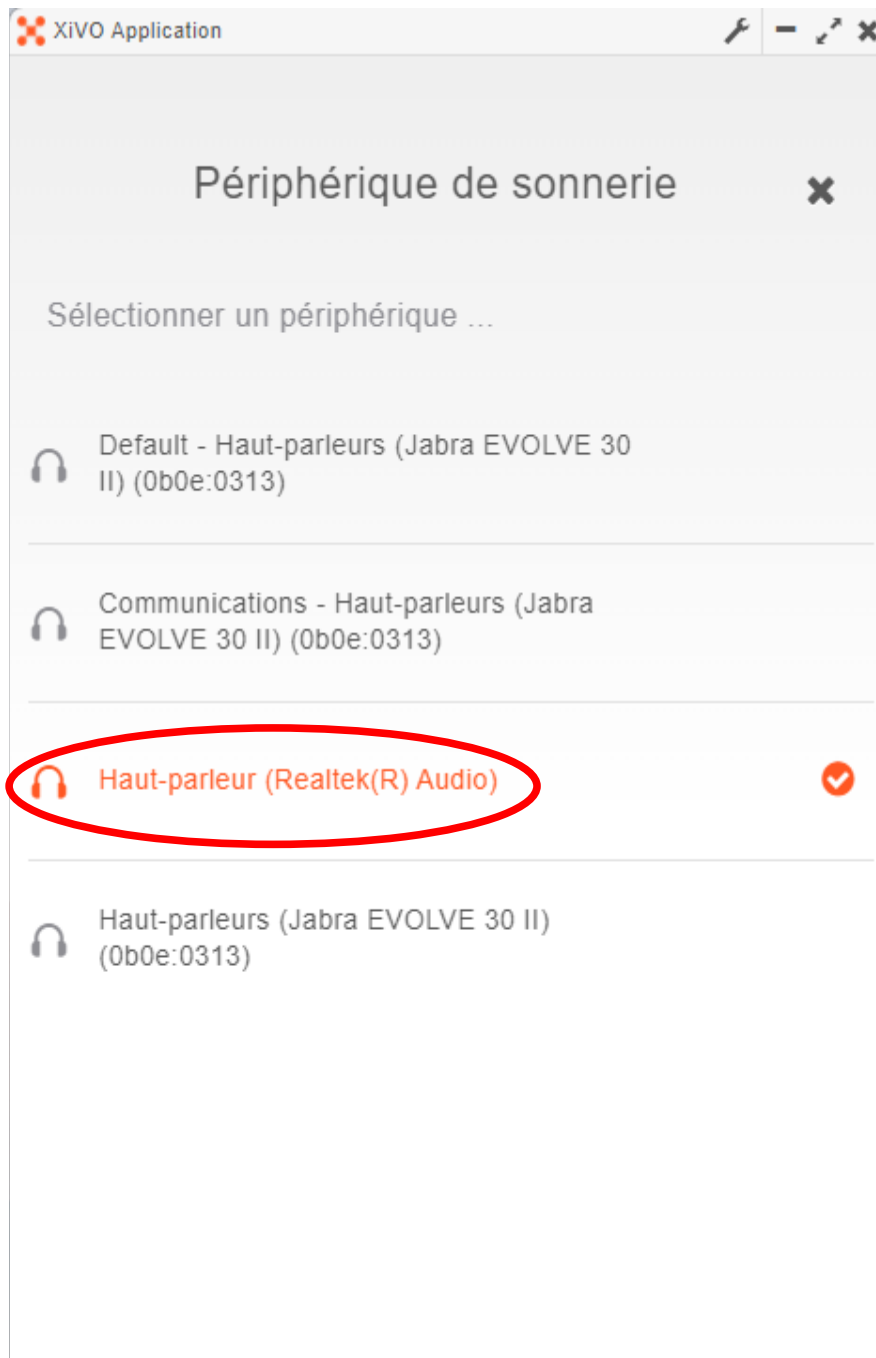 XiVO Application
Périphérique de sonnerie
Sélectionner un périphérique ...
Default - Haut-parleurs (Jabra EVOLVE 30
II) (0b0e:0313)
Communications - Haut-parleurs (Jabra
EVOLVE 30 II) (0b0e:0313)
Haut-parleur (Realtek(R) Audio)
Haut-parleurs (Jabra EVOLVE 30 II)
(0b0e:0313)